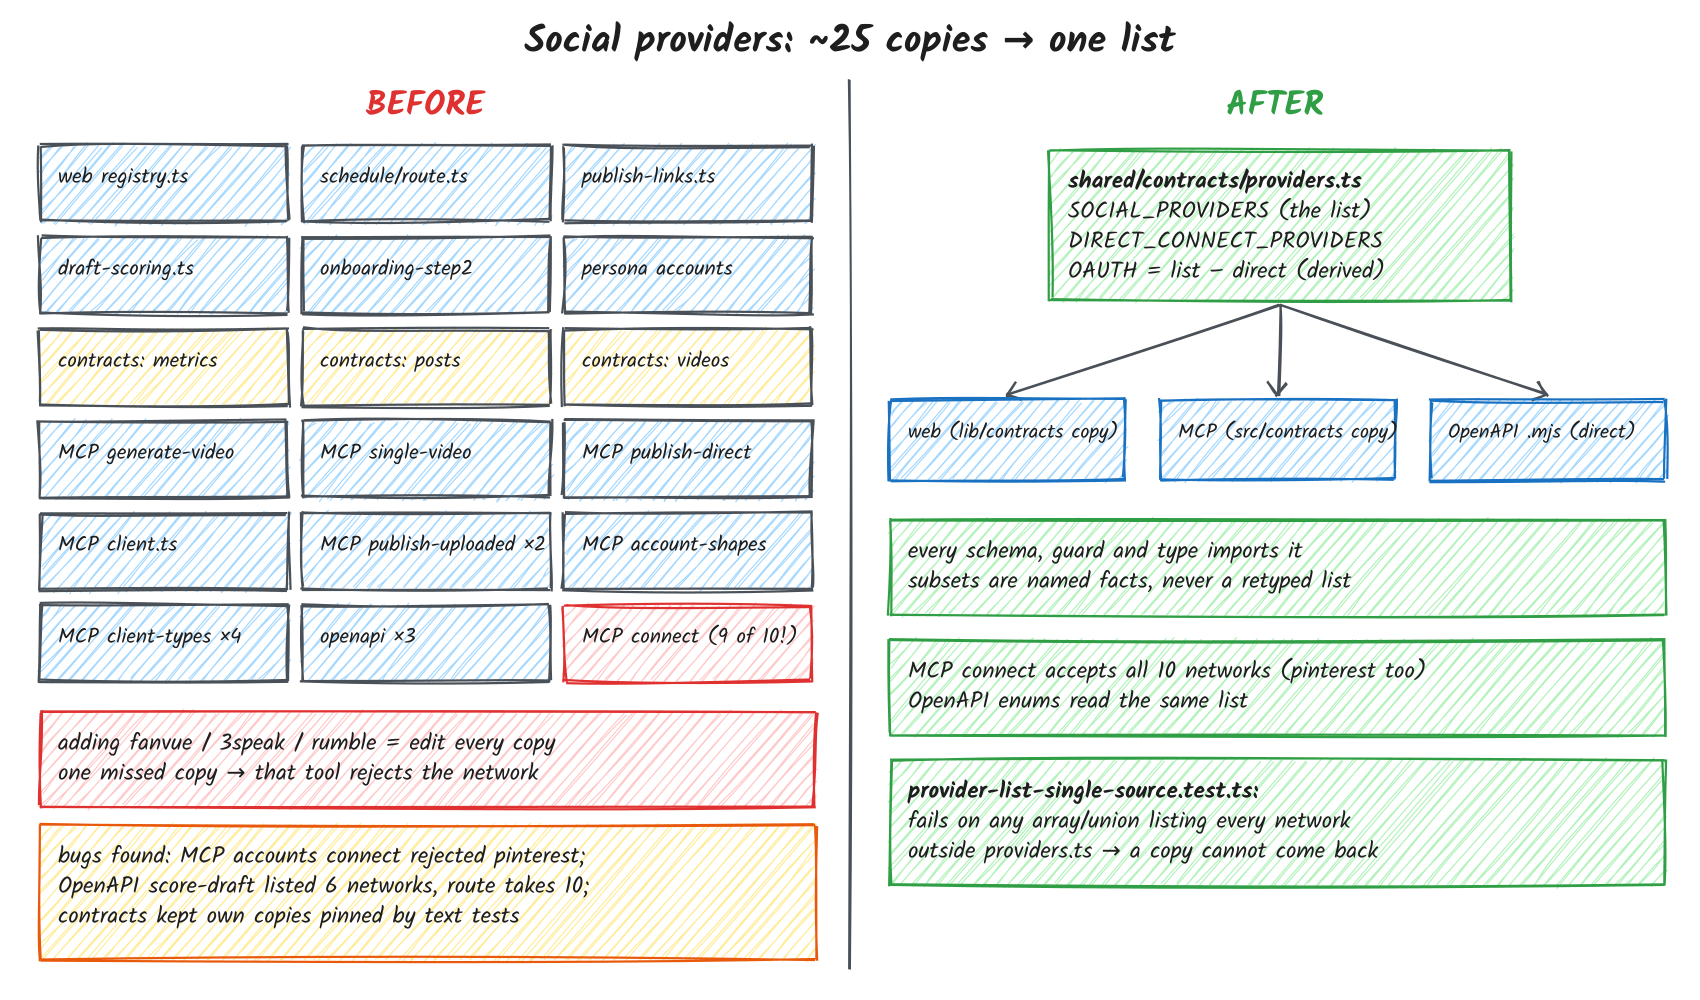 Social providers: ~25 copies → one list
BEFORE
web registry.ts
schedule/route.ts
publish-links.ts
draft-scoring.ts
onboarding-step2
persona accounts
contracts: metrics
contracts: posts
contracts: videos
MCP generate-video
MCP single-video
MCP publish-direct
MCP client.ts
MCP publish-uploaded ×2
MCP account-shapes
MCP client-types ×4
openapi ×3
MCP connect (9 of 10!)
adding fanvue / 3speak / rumble = edit every copy
one missed copy → that tool rejects the network
bugs found: MCP accounts connect rejected pinterest;
OpenAPI score-draft listed 6 networks, route takes 10;
contracts kept own copies pinned by text tests
AFTER
shared/contracts/providers.ts
SOCIAL_PROVIDERS (the list)
DIRECT_CONNECT_PROVIDERS
OAUTH = list − direct (derived)
web (lib/contracts copy)
MCP (src/contracts copy)
OpenAPI .mjs (direct)
every schema, guard and type imports it
subsets are named facts, never a retyped list
MCP connect accepts all 10 networks (pinterest too)
OpenAPI enums read the same list
provider-list-single-source.test.ts:
fails on any array/union listing every network
outside providers.ts → a copy cannot come back